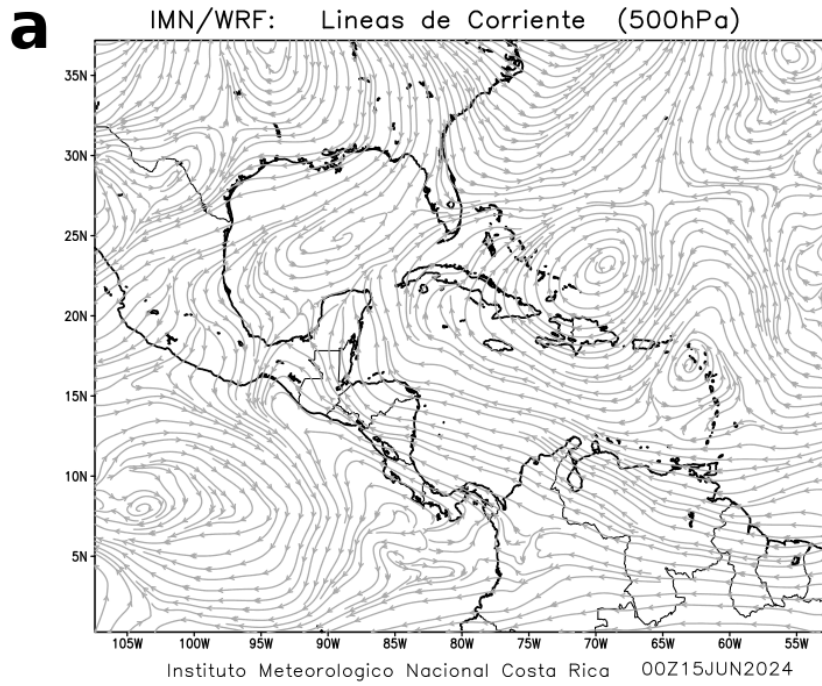 a
IMN/WRF: Lineas de Corriente (500hPa)
35N
30N
25N
20N
15N
10N
5N
105W 100W 95W 90W 85W 80W 75W 70W 65W 60W 55W
Instituto Meteorologico Nacional Costa Rica 00Z15JUN2024